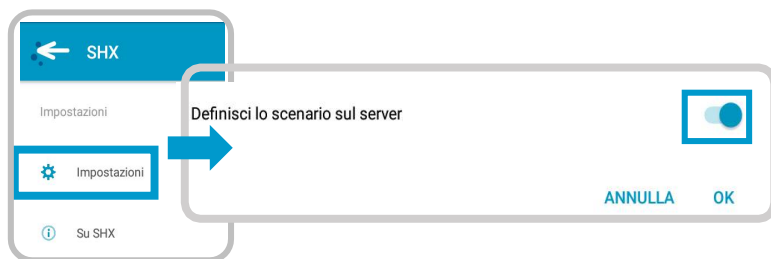 SHX
Impostazioni
Impostazioni
Su SHX
Definisci lo scenario sul server
ANNULLA OK